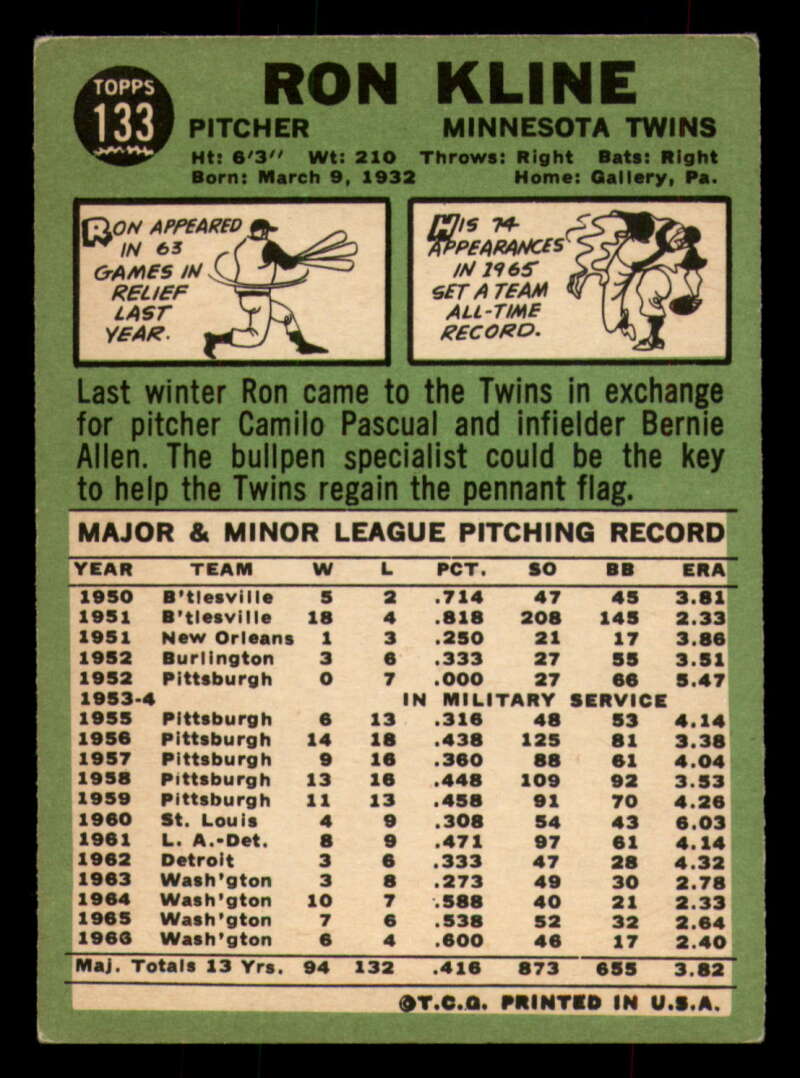 TOPPS
133
RON KLINE
PITCHER MINNESOTA TWINS
Ht: 6'3" Wt: 210 Throws: Right Bats: Right
Born: March 9, 1932 Home: Gallery, Pa.
RON APPEARED
IN 63
GAMES IN
RELIEF
LAST
YEAR.
HIS 74
APPEARANCES
IN 1965
SET A TEAM
ALL-TIME
RECORD.
Last winter Ron came to the Twins in exchange
for pitcher Camilo Pascual and infielder Bernie
Allen. The bullpen specialist could be the key
to help the Twins regain the pennant flag.
MAJOR & MINOR LEAGUE PITCHING RECORD
YEAR TEAM W L PCT. SO BB ERA
1950 B'tlesville 5 2 .714 47 45 3.81
1951 B'tlesville 18 4 .818 208 145 2.33
1951 New Orleans 1 3 .250 21 17 3.86
1952 Burlington 3 6 .333 27 55 3.51
1952 Pittsburgh 0 7 .000 27 66 5.47
1953-4 IN MILITARY SERVICE
1955 Pittsburgh 6 13 .316 48 53 4.14
1956 Pittsburgh 14 18 .438 125 81 3.38
1957 Pittsburgh 9 16 .360 88 61 4.04
1958 Pittsburgh 13 16 .448 109 92 3.53
1959 Pittsburgh 11 13 .458 91 70 4.26
1960 St. Louis 4 9 .308 54 43 6.03
1961 L. A.-Det. 8 9 .471 97 61 4.14
1962 Detroit 3 6 .333 47 28 4.32
1963 Wash'gton 3 8 .273 49 30 2.78
1964 Wash'gton 10 7 .588 40 21 2.33
1965 Wash'gton 7 6 .538 52 32 2.64
1966 Wash'gton 6 4 .600 46 17 2.40
Maj. Totals 13 Yrs. 94 132 .416 873 655 3.82
©T.C.G. PRINTED IN U.S.A.